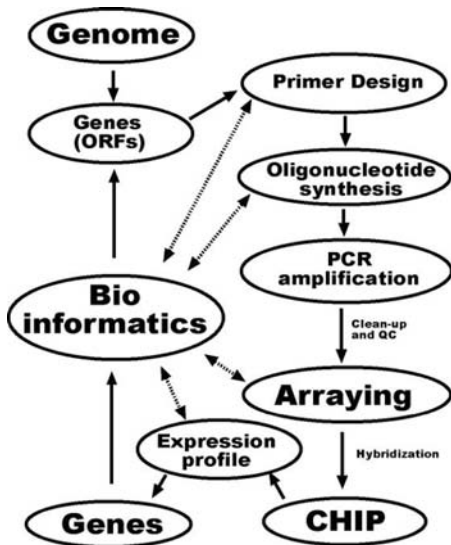 Genome
Primer Design
Genes
(ORFs)
Oligonucleotide
synthesis
PCR
amplification
Bio
informatics
Clean-up
and QC
Arraying
Expression
profile
Hybridization
Genes
CHIP